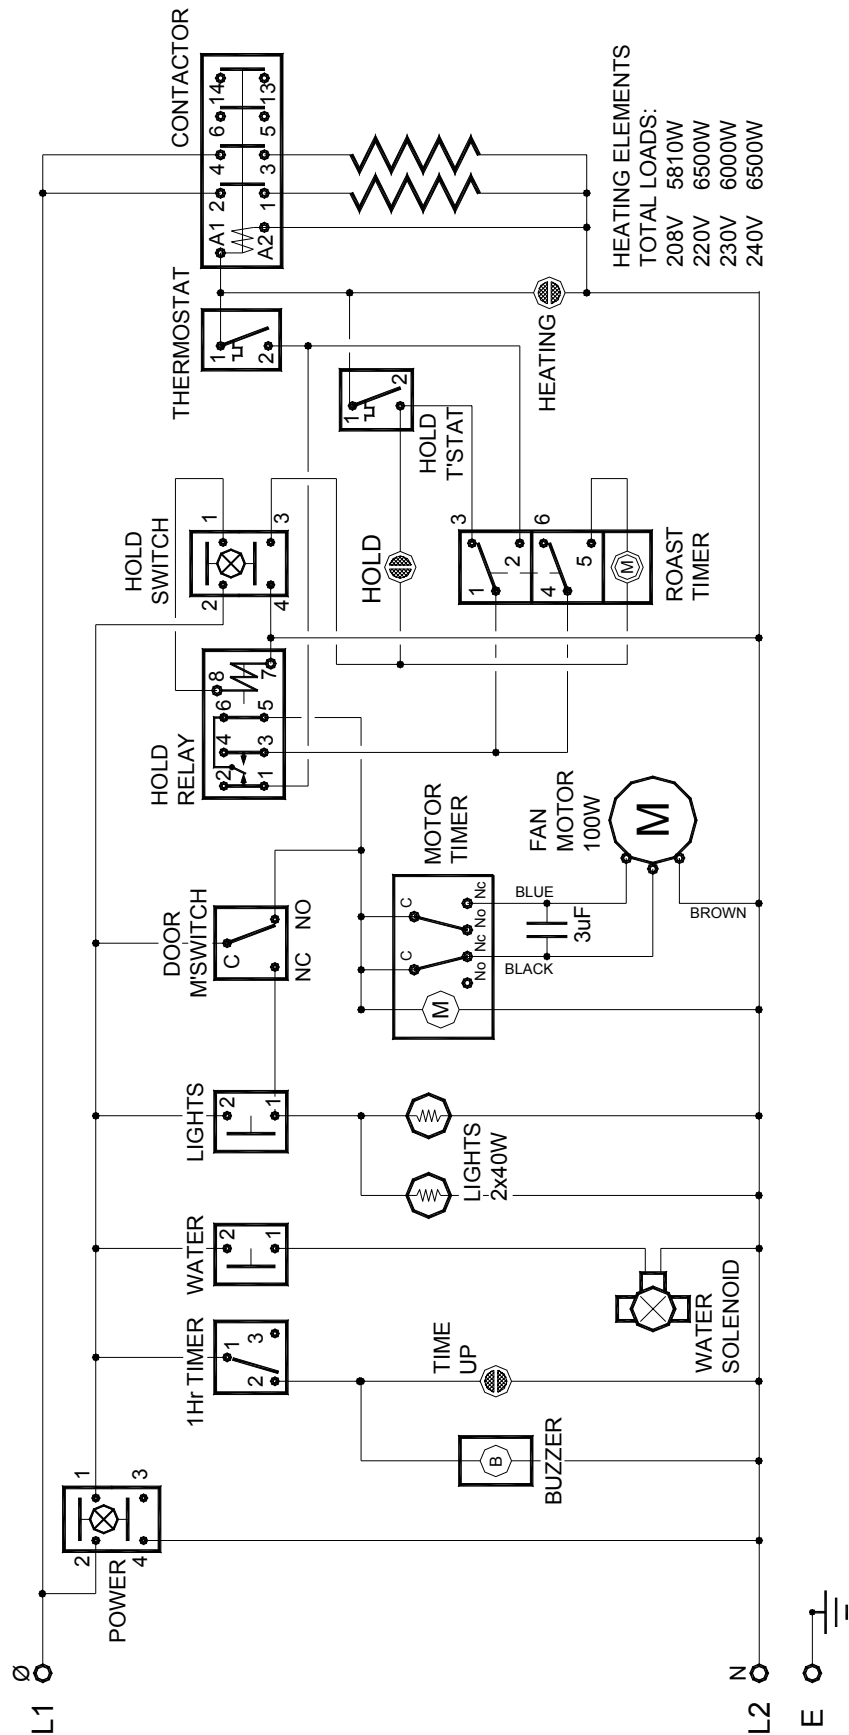 Ø
L1
N
L2
E
POWER
2
1
4
3
1Hr TIMER
1
2
3
BUZZER
B
TIME
UP
WATER
2
1
WATER
SOLENOID
LIGHTS
2
1
LIGHTS
2x40W
DOOR
M'SWITCH
C
NC
NO
MOTOR
TIMER
C
C
No
Nc
No
Nc
M
BLUE
BLACK
BROWN
3uF
FAN
MOTOR
100W
M
HOLD
RELAY
2
4
6
8
1
3
5
7
HOLD
SWITCH
2
1
4
3
HOLD
ROAST
TIMER
1
3
2
4
6
5
M
HOLD
T'STAT
1
2
THERMOSTAT
1
2
HEATING
CONTACTOR
A1
2
4
6
14
A2
1
3
5
13
HEATING ELEMENTS
TOTAL LOADS:
208V 5810W
220V 6500W
230V 6000W
240V 6500W